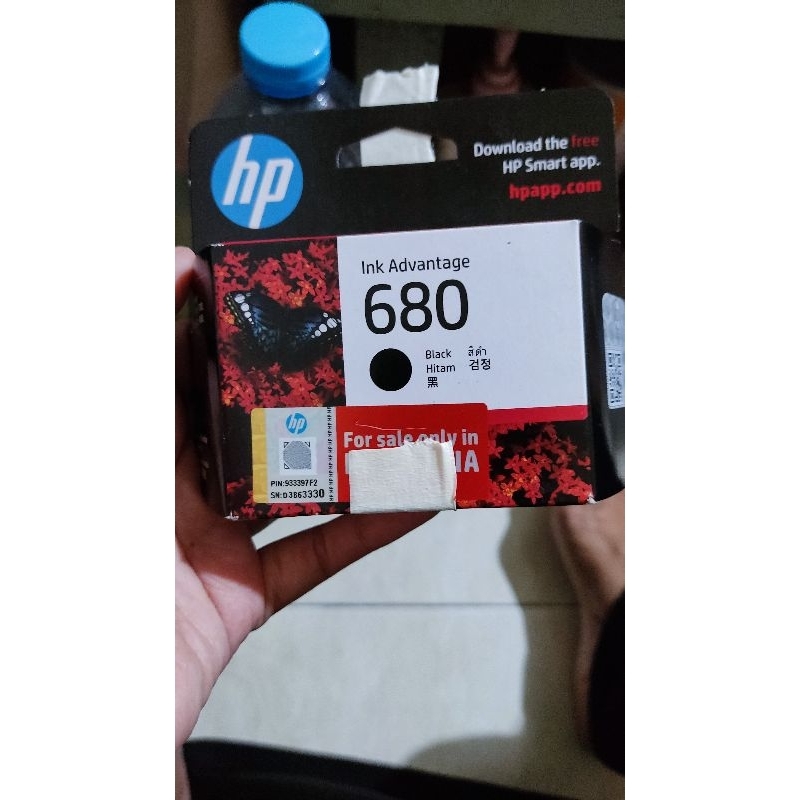 hp
Download the free
HP Smart app.
hpapp.com
Ink Advantage
680
Black สีดำ
Hitam 검정
黑
hp
For sale only in
PIN:933397F2
SN:03863330